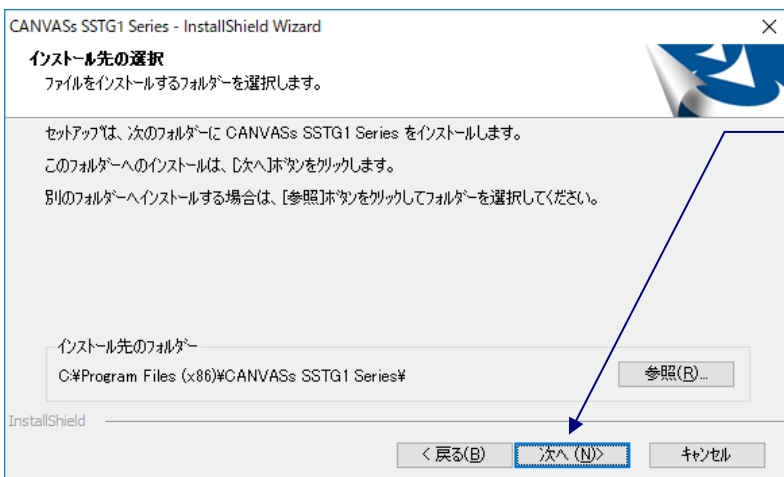 CANVASs SSTG1 Series - InstallShield Wizard
インストール先の選択
ファイルをインストールするフォルダーを選択します。
セットアップは、次のフォルダーに CANVASs SSTG1 Series をインストールします。
このフォルダーへのインストールは、[次へ]ボタンをクリックします。
別のフォルダーへインストールする場合は、[参照]ボタンをクリックしてフォルダーを選択してください。
インストール先のフォルダー
C:¥Program Files (x86)¥CANVASs SSTG1 Series¥
参照(R)...
InstallShield
< 戻る(B)
次へ (N)>
キャンセル